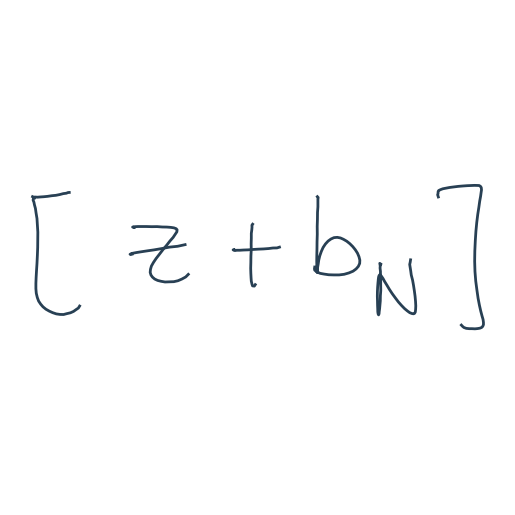 [ z + b_N ]